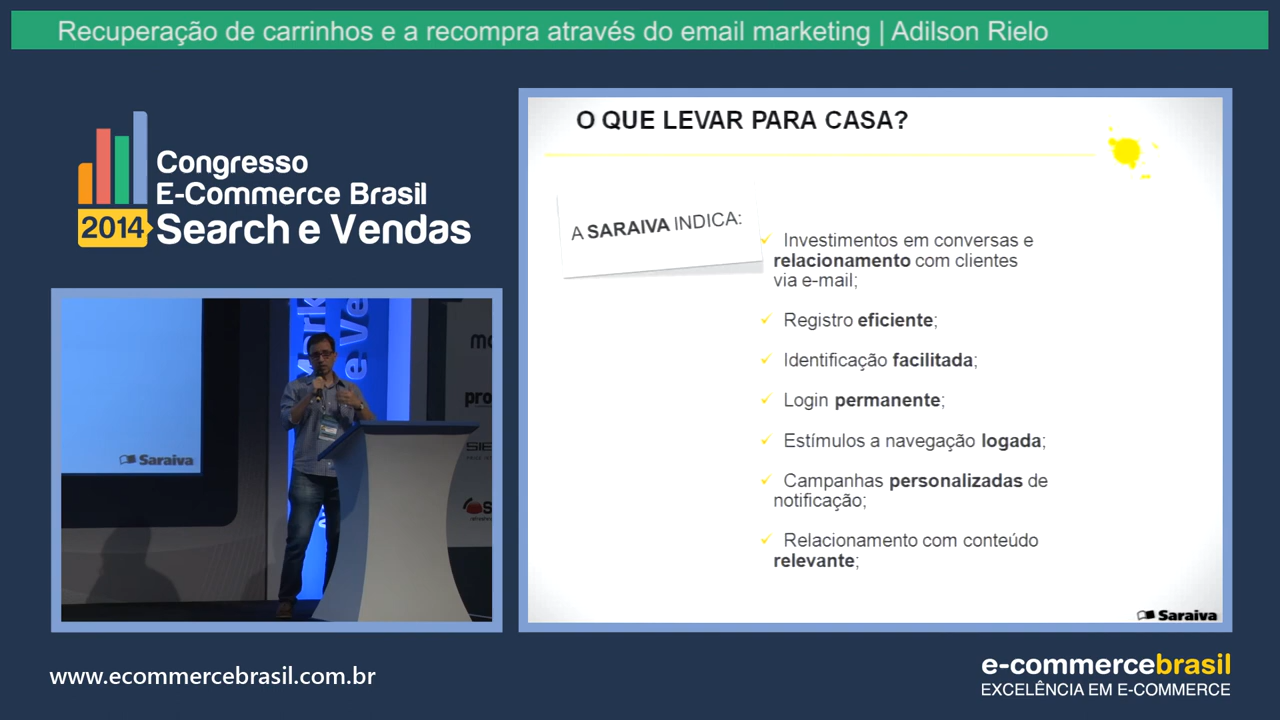 Recuperação de carrinhos e a recompra através do email marketing | Adilson Rielo
Congresso
E-Commerce Brasil
2014 Search e Vendas
Saraiva
O QUE LEVAR PARA CASA?
A SARAIVA INDICA:
Investimentos em conversas e
relacionamento com clientes
via e-mail;
Registro eficiente;
Identificação facilitada;
Login permanente;
Estímulos a navegação logada;
Campanhas personalizadas de
notificação;
Relacionamento com conteúdo
relevante;
Saraiva
www.ecommercebrasil.com.br
e-commercebrasil
EXCELÊNCIA EM E-COMMERCE